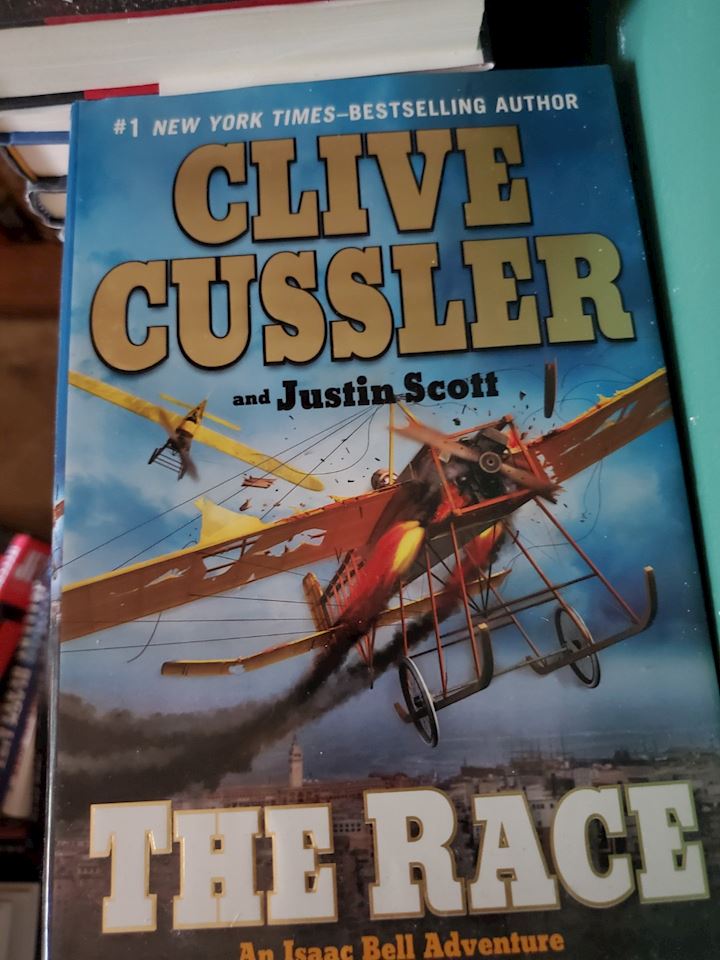 #1 NEW YORK TIMES–BESTSELLING AUTHOR
CLIVE
CUSSLER
and Justin Scott
THE RACE
An Isaac Bell Adventure